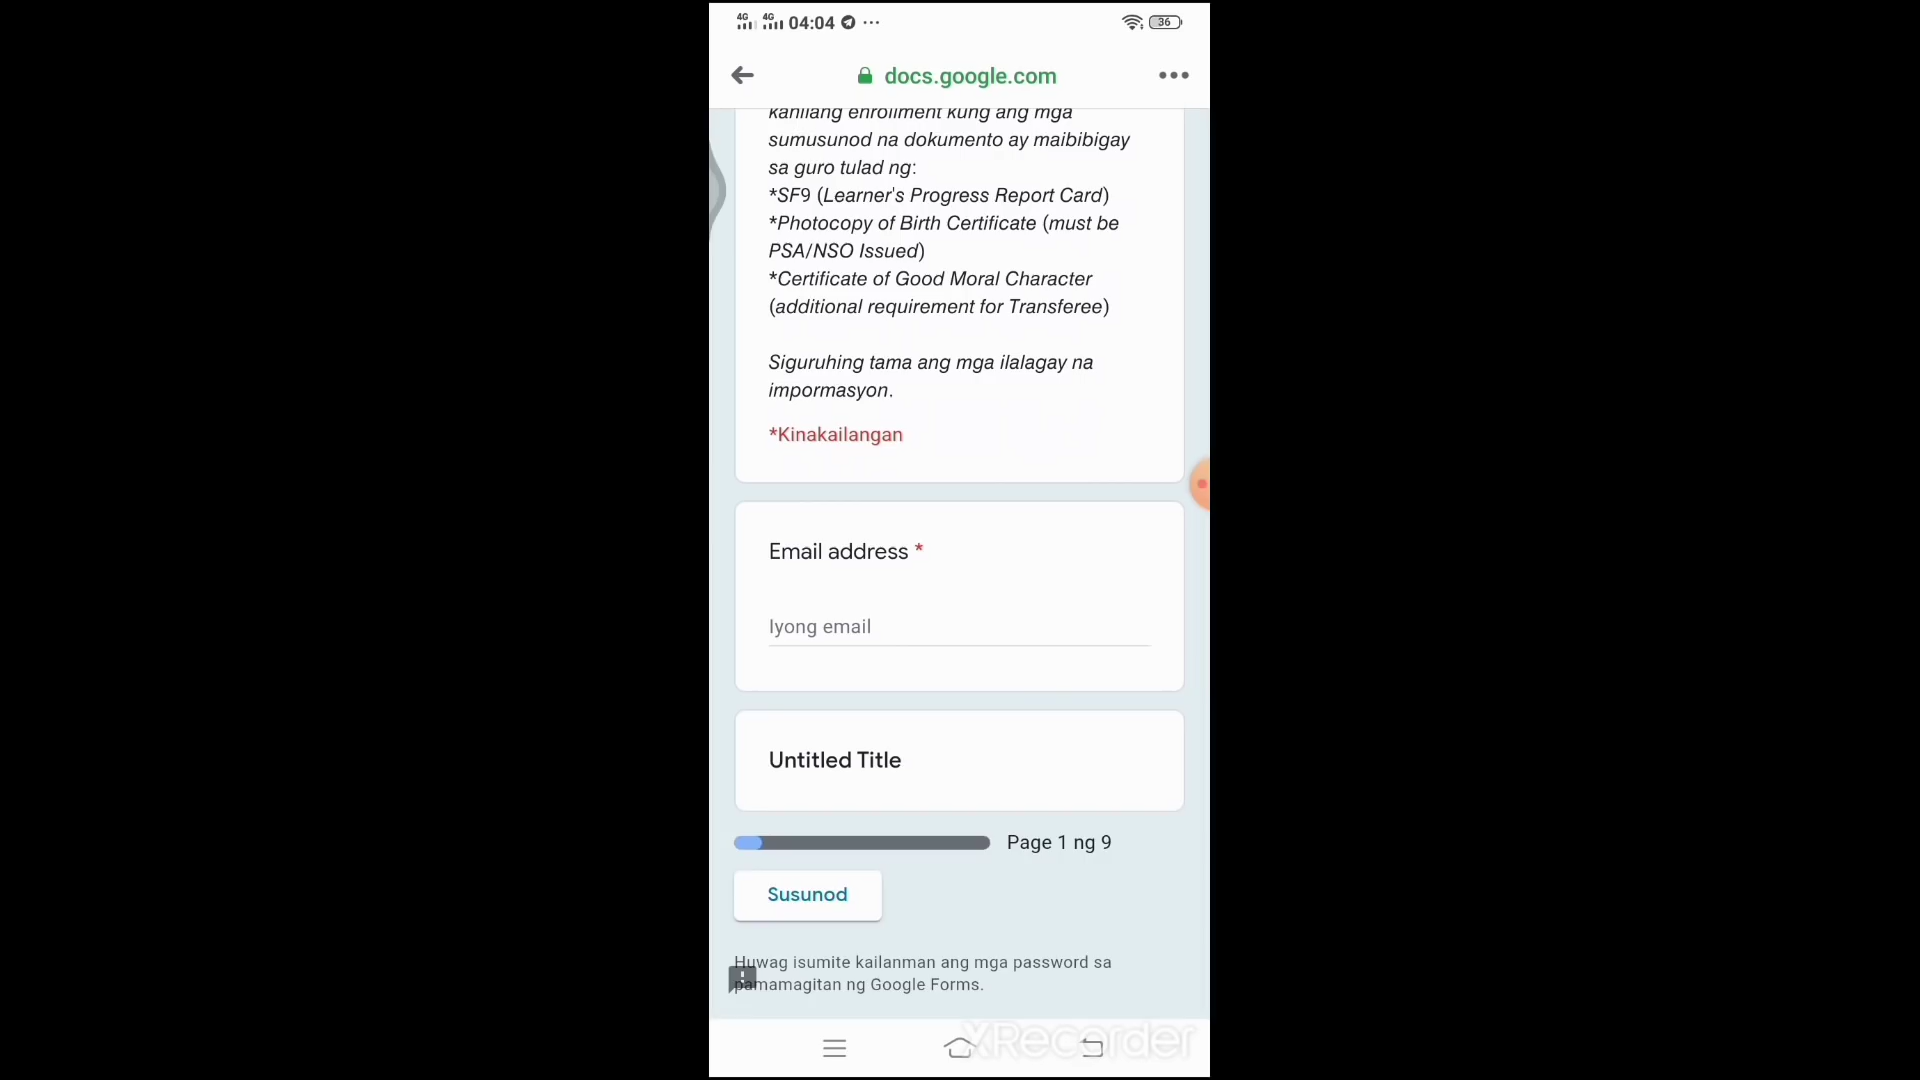 4G 4G 04:04 36
docs.google.com
kanilang enrollment kung ang mga
sumusunod na dokumento ay maibibigay
sa guro tulad ng:
*SF9 (Learner's Progress Report Card)
*Photocopy of Birth Certificate (must be
PSA/NSO Issued)
*Certificate of Good Moral Character
(additional requirement for Transferee)
Siguruhing tama ang mga ilalagay na
impormasyon.
*Kinakailangan
Email address *
Iyong email
Untitled Title
Page 1 ng 9
Susunod
Huwag isumite kailanman ang mga password sa
pamamagitan ng Google Forms.
XRecorder